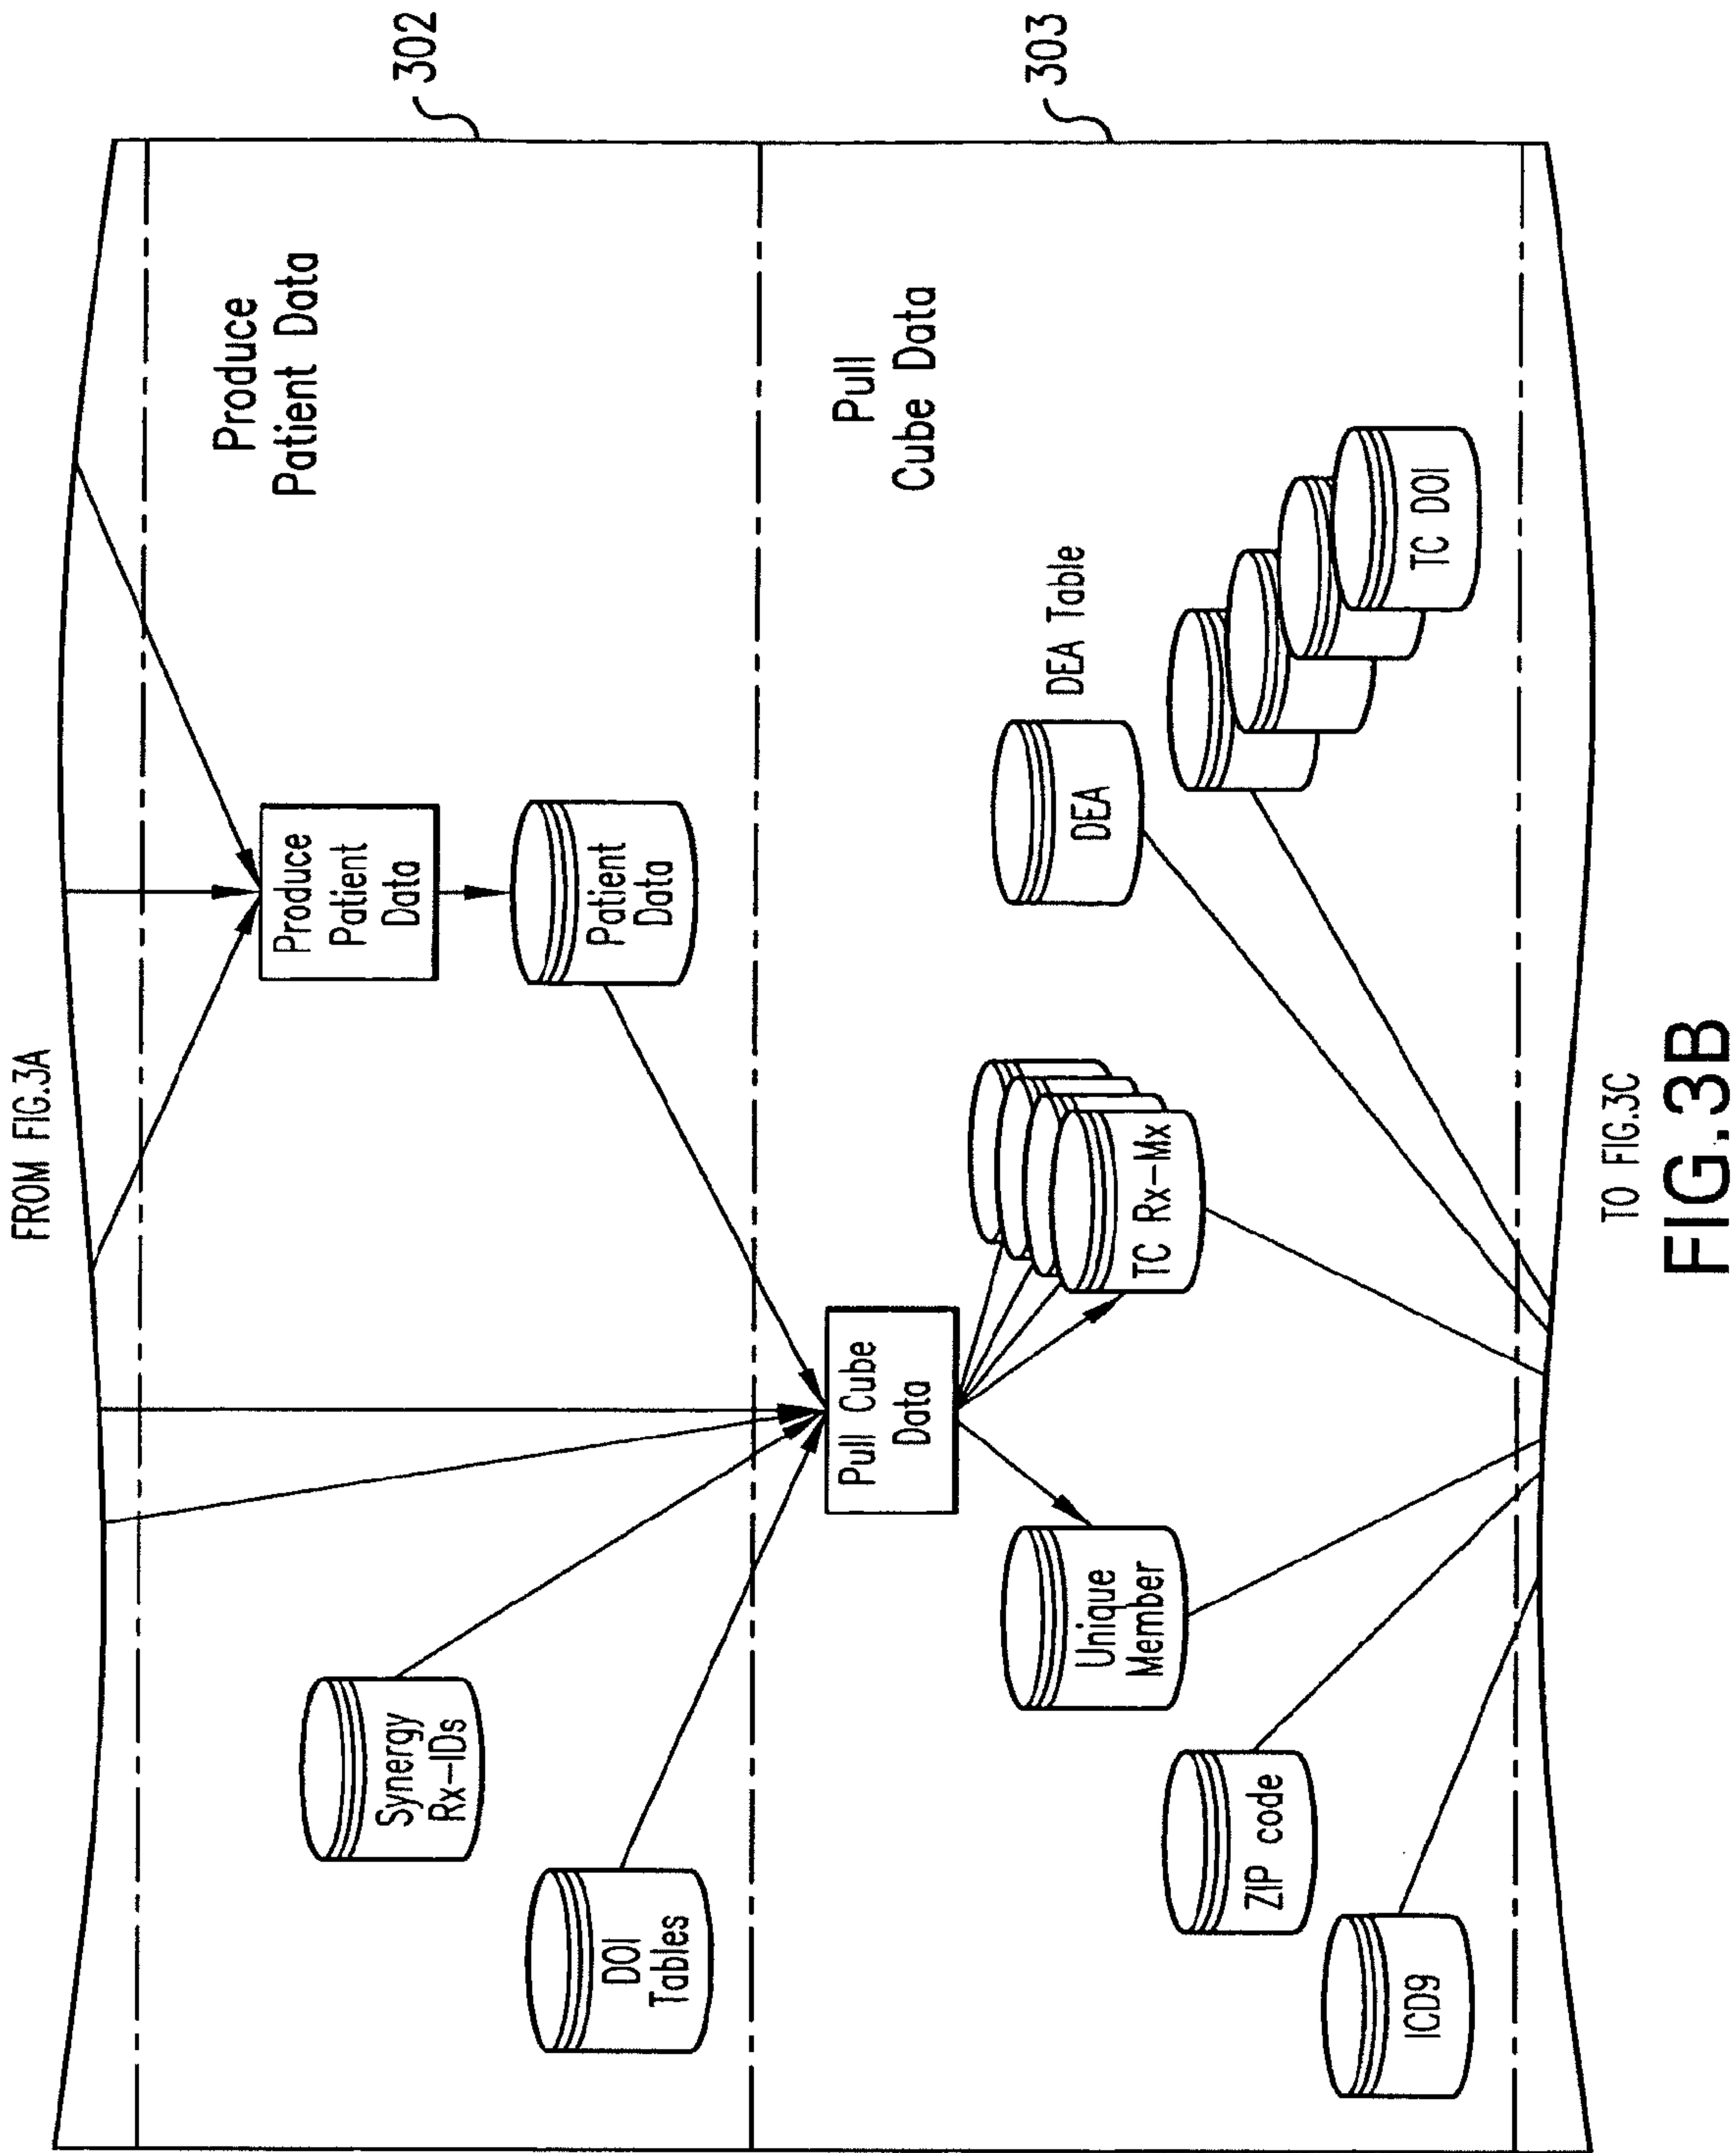 FROM FIG.3A
302
Produce
Patient Data
Produce
Patient
Data
Patient
Data
Synergy
Rx-IDs
DOI
Tables
303
Pull
Cube Data
Pull Cube
Data
DEA Table
DEA
TC Rx-Mx
TC DOI
Unique
Member
ZIP code
ICD9
TO FIG.3C
FIG.3B